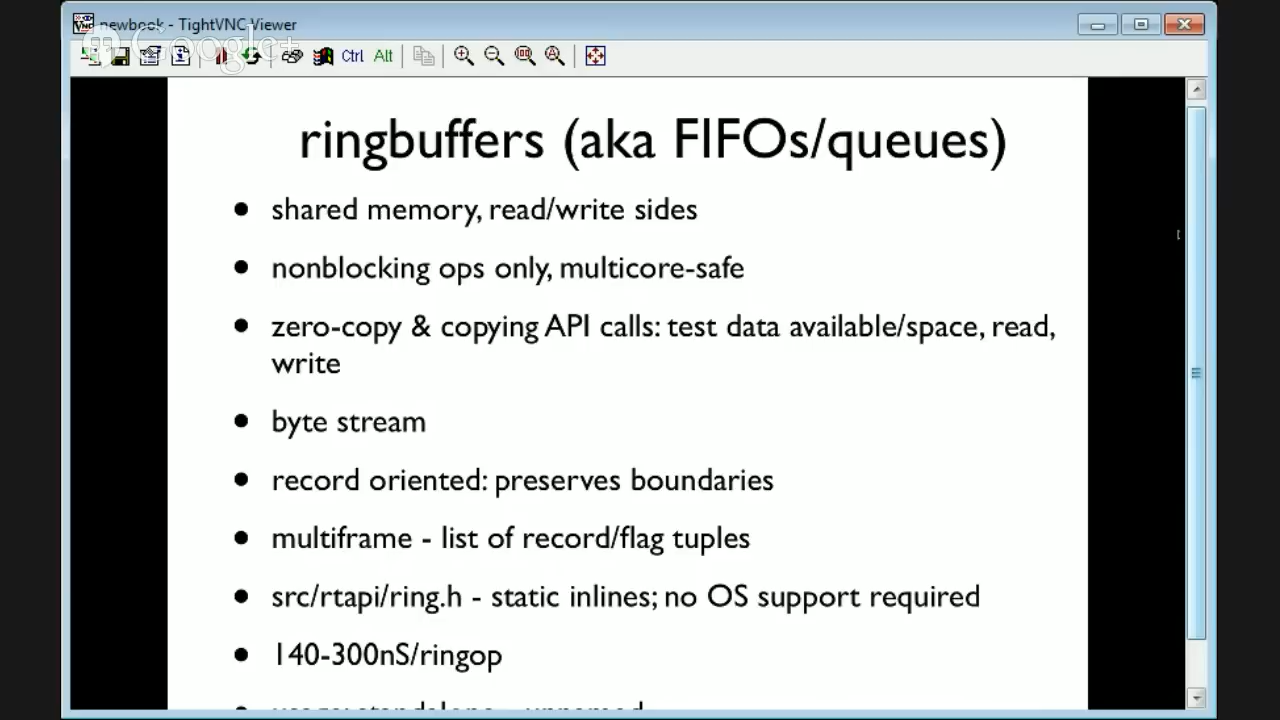 newbook - TightVNC Viewer
Google+
Ctrl Alt
ringbuffers (aka FIFOs/queues)
• shared memory, read/write sides
• nonblocking ops only, multicore-safe
• zero-copy & copying API calls: test data available/space, read,
write
• byte stream
• record oriented: preserves boundaries
• multiframe - list of record/flag tuples
• src/rtapi/ring.h - static inlines; no OS support required
• 140-300nS/ringop